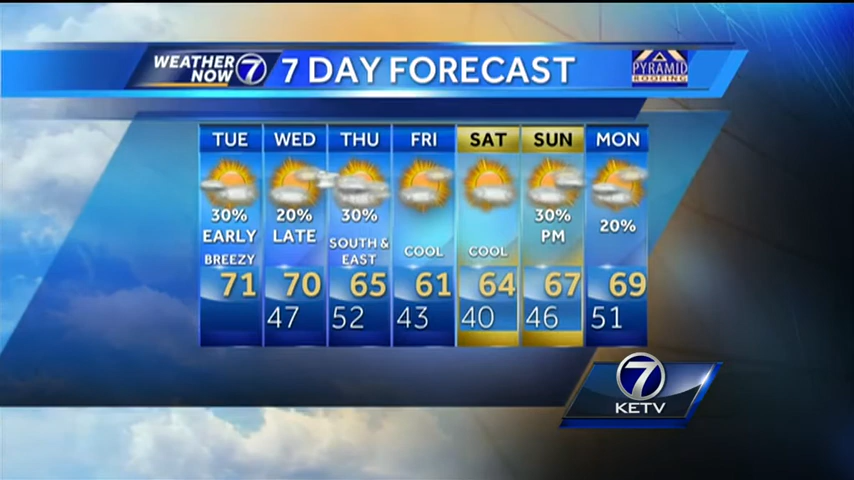 WEATHER NOW 7
7 DAY FORECAST
PYRAMID
ROOFING
TUE WED THU FRI SAT SUN MON
30% 20% 30% 30% 20%
EARLY LATE SOUTH & EAST PM
BREEZY COOL COOL
71 70 65 61 64 67 69
47 52 43 40 46 51
7
KETV